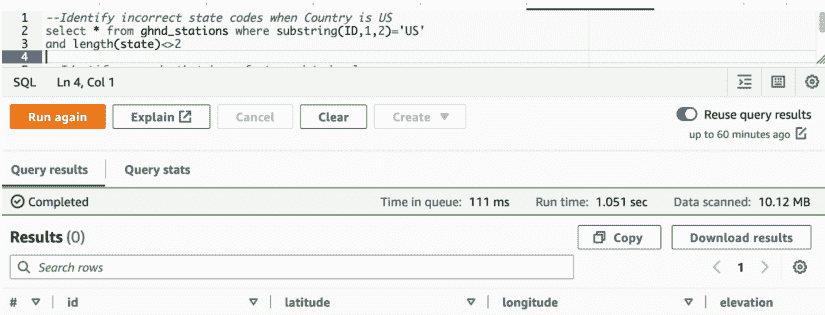 1 --Identify incorrect state codes when Country is US
2 select * from ghnd_stations where substring(ID,1,2)='US'
3 and length(state)<>2
4
SQL Ln 4, Col 1
Run again Explain Cancel Clear Create Reuse query results
up to 60 minutes ago
Query results Query stats
Completed Time in queue: 111 ms Run time: 1.051 sec Data scanned: 10.12 MB
Results (0) Copy Download results
Search rows 1
# id latitude longitude elevation